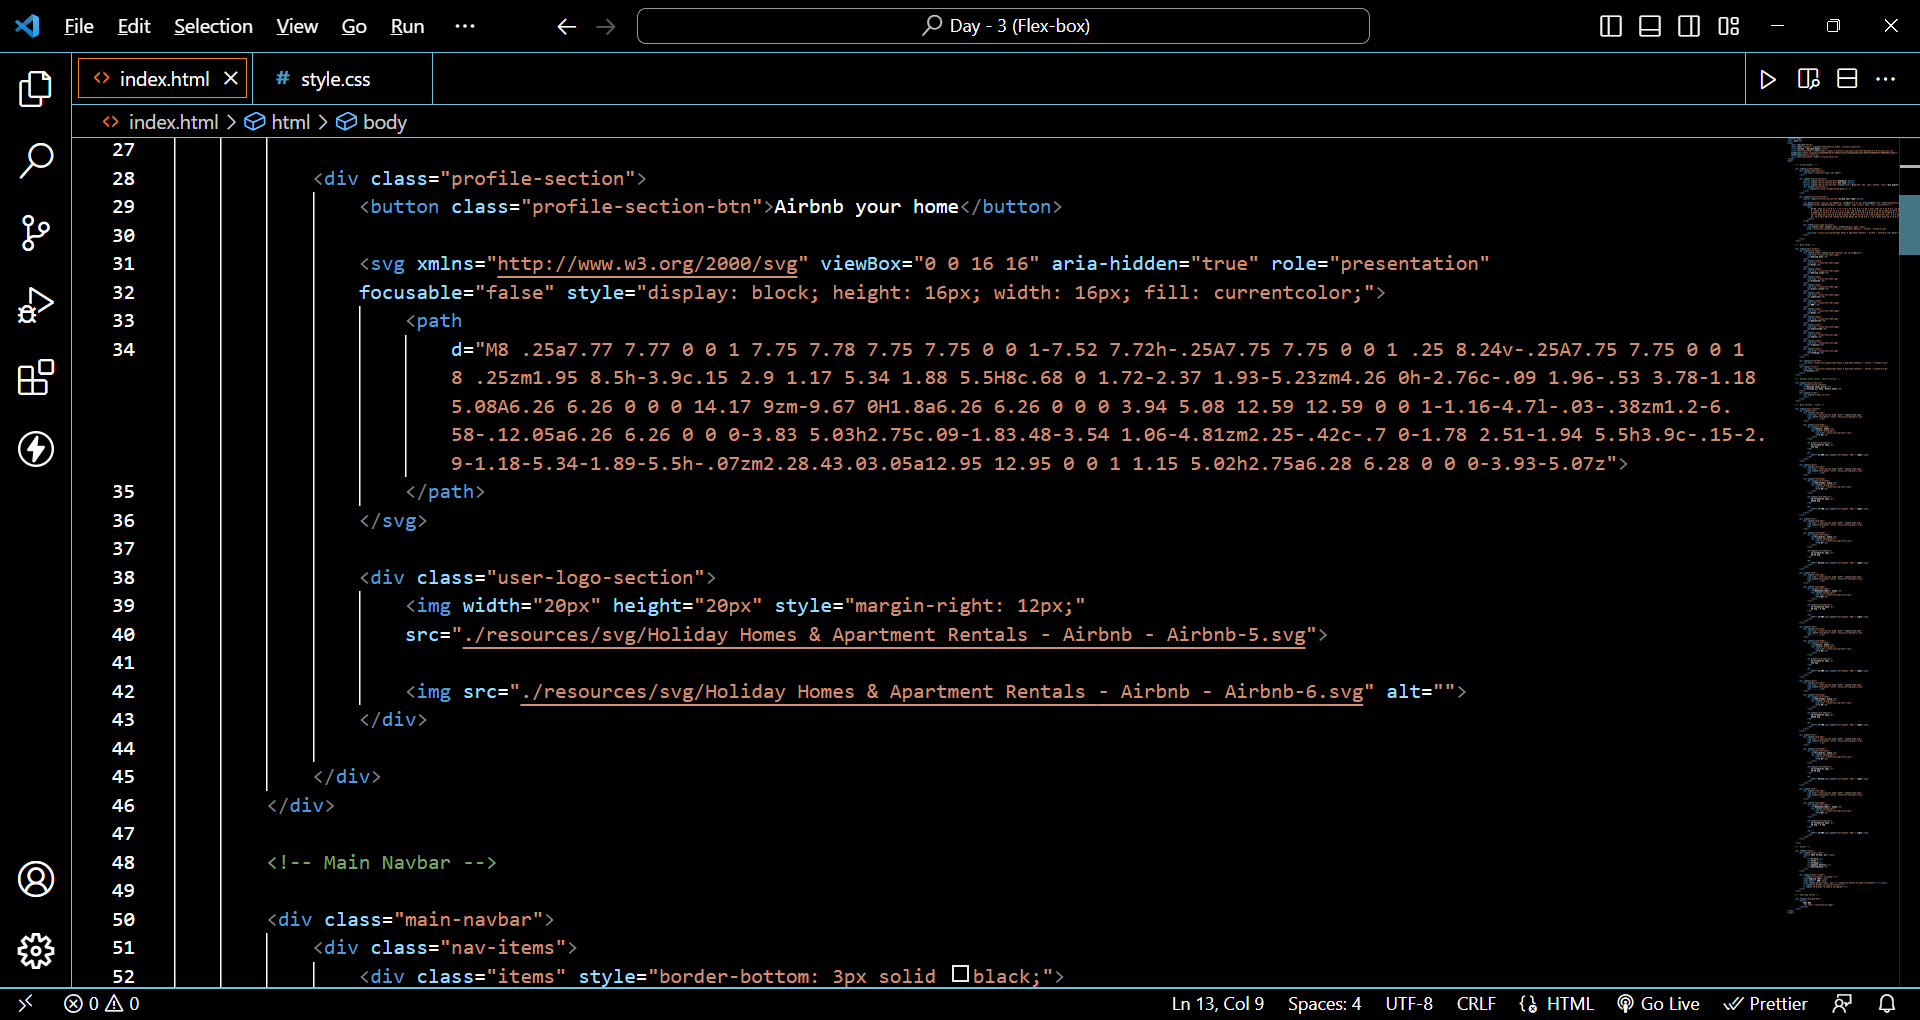 File Edit Selection View Go Run ··· Day - 3 (Flex-box)
index.html # style.css
index.html > html > body
27
28 <div class="profile-section">
29 <button class="profile-section-btn">Airbnb your home</button>
30
31 <svg xmlns="http://www.w3.org/2000/svg" viewBox="0 0 16 16" aria-hidden="true" role="presentation"
32 focusable="false" style="display: block; height: 16px; width: 16px; fill: currentcolor;">
33 <path
34 d="M8 .25a7.77 7.77 0 0 1 7.75 7.78 7.75 7.75 0 0 1-7.52 7.72h-.25A7.75 7.75 0 0 1 .25 8.24v-.25A7.75 7.75 0 0 1
8 .25zm1.95 8.5h-3.9c.15 2.9 1.17 5.34 1.88 5.5H8c.68 0 1.72-2.37 1.93-5.23zm4.26 0h-2.76c-.09 1.96-.53 3.78-1.18
5.08A6.26 6.26 0 0 0 14.17 9zm-9.67 0H1.8a6.26 6.26 0 0 0 3.94 5.08 12.59 12.59 0 0 1-1.16-4.7l-.03-.38zm1.2-6.
58-.12.05a6.26 6.26 0 0 0-3.83 5.03h2.75c.09-1.83.48-3.54 1.06-4.81zm2.25-.42c-.7 0-1.78 2.51-1.94 5.5h3.9c-.15-2.
9-1.18-5.34-1.89-5.5h-.07zm2.28.43.03.05a12.95 12.95 0 0 1 1.15 5.02h2.75a6.28 6.28 0 0 0-3.93-5.07z">
35 </path>
36 </svg>
37
38 <div class="user-logo-section">
39 <img width="20px" height="20px" style="margin-right: 12px;"
40 src="./resources/svg/Holiday Homes & Apartment Rentals - Airbnb - Airbnb-5.svg">
41
42 <img src="./resources/svg/Holiday Homes & Apartment Rentals - Airbnb - Airbnb-6.svg" alt="">
43 </div>
44
45 </div>
46 </div>
47
48 <!-- Main Navbar -->
49
50 <div class="main-navbar">
51 <div class="nav-items">
52 <div class="items" style="border-bottom: 3px solid black;">
0 0 Ln 13, Col 9 Spaces: 4 UTF-8 CRLF HTML Go Live Prettier